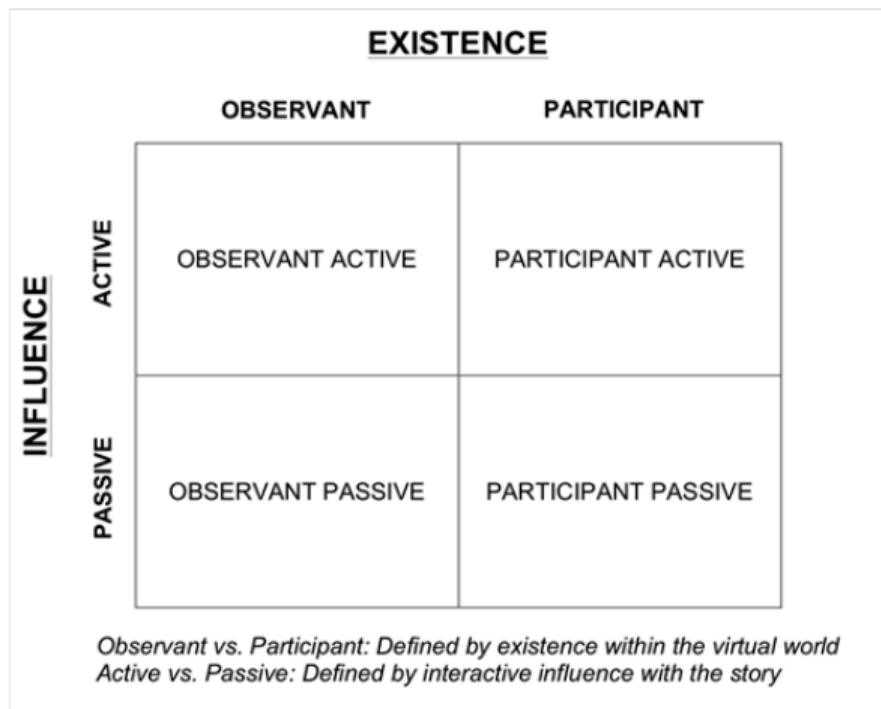 EXISTENCE
OBSERVANT
PARTICIPANT
INFLUENCE
ACTIVE
OBSERVANT ACTIVE
PARTICIPANT ACTIVE
PASSIVE
OBSERVANT PASSIVE
PARTICIPANT PASSIVE
Observant vs. Participant: Defined by existence within the virtual world
Active vs. Passive: Defined by interactive influence with the story